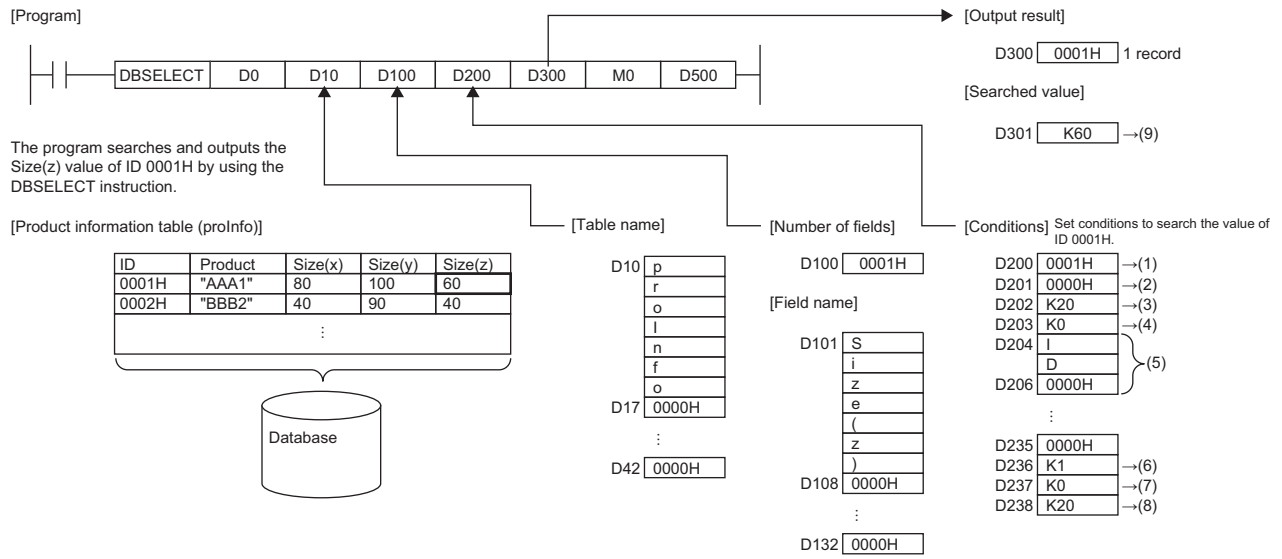 [Program]
DBSELECT D0 D10 D100 D200 D300 M0 D500
[Output result]
D300 0001H 1 record
[Searched value]
D301 K60 →(9)
The program searches and outputs the
Size(z) value of ID 0001H by using the
DBSELECT instruction.
[Product information table (proInfo)]
ID Product Size(x) Size(y) Size(z)
0001H "AAA1" 80 100 60
0002H "BBB2" 40 90 40
⋮
Database
[Table name]
D10 p
r
o
I
n
f
o
D17 0000H
⋮
D42 0000H
[Number of fields]
D100 0001H
[Field name]
D101 S
i
z
e
(
z
)
D108 0000H
⋮
D132 0000H
[Conditions] Set conditions to search the value of
ID 0001H.
D200 0001H →(1)
D201 0000H →(2)
D202 K20 →(3)
D203 K0 →(4)
D204 I
D →(5)
D206 0000H
⋮
D235 0000H
D236 K1 →(6)
D237 K0 →(7)
D238 K20 →(8)